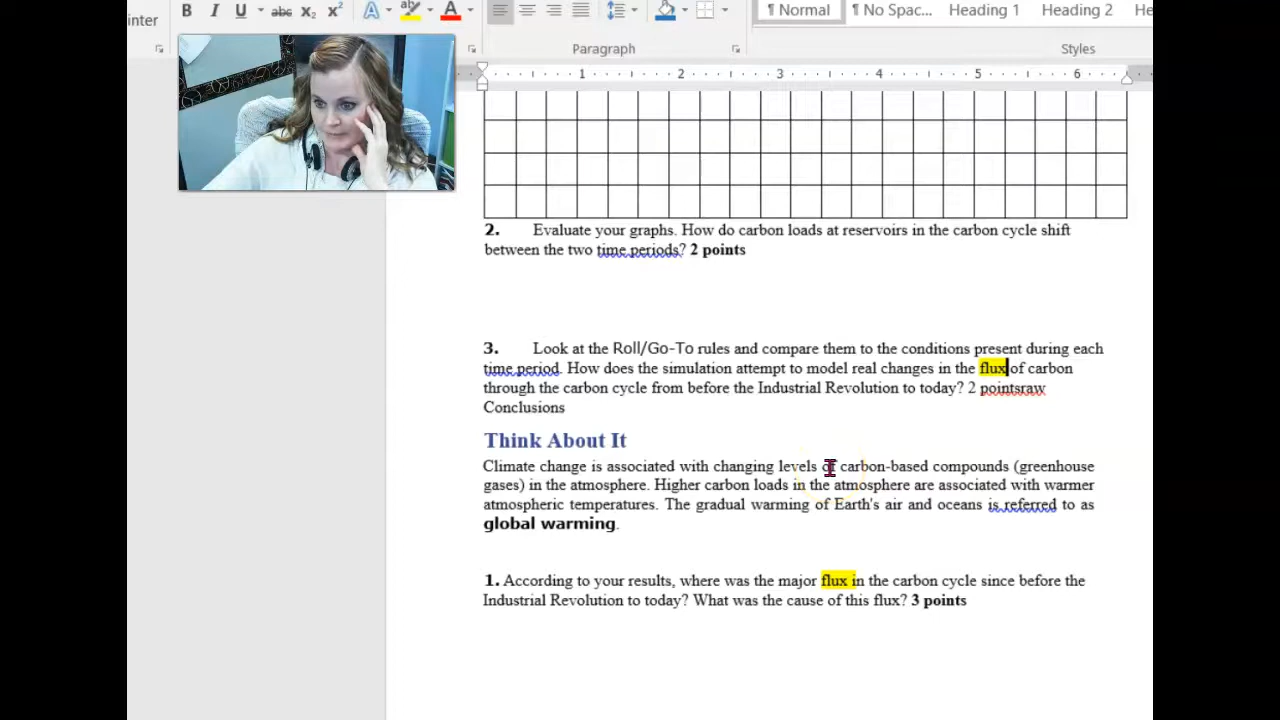 inter
B I U abc x₂ x² A A
Normal
No Spac...
Heading 1
Heading 2
He
Paragraph
Styles
1 2 3 4 5 6
2. Evaluate your graphs. How do carbon loads at reservoirs in the carbon cycle shift
between the two time periods? 2 points
3. Look at the Roll/Go-To rules and compare them to the conditions present during each
time period. How does the simulation attempt to model real changes in the flux of carbon
through the carbon cycle from before the Industrial Revolution to today? 2 pointsraw
Conclusions
Think About It
Climate change is associated with changing levels of carbon-based compounds (greenhouse
gases) in the atmosphere. Higher carbon loads in the atmosphere are associated with warmer
atmospheric temperatures. The gradual warming of Earth's air and oceans is referred to as
global warming.
1. According to your results, where was the major flux in the carbon cycle since before the
Industrial Revolution to today? What was the cause of this flux? 3 points